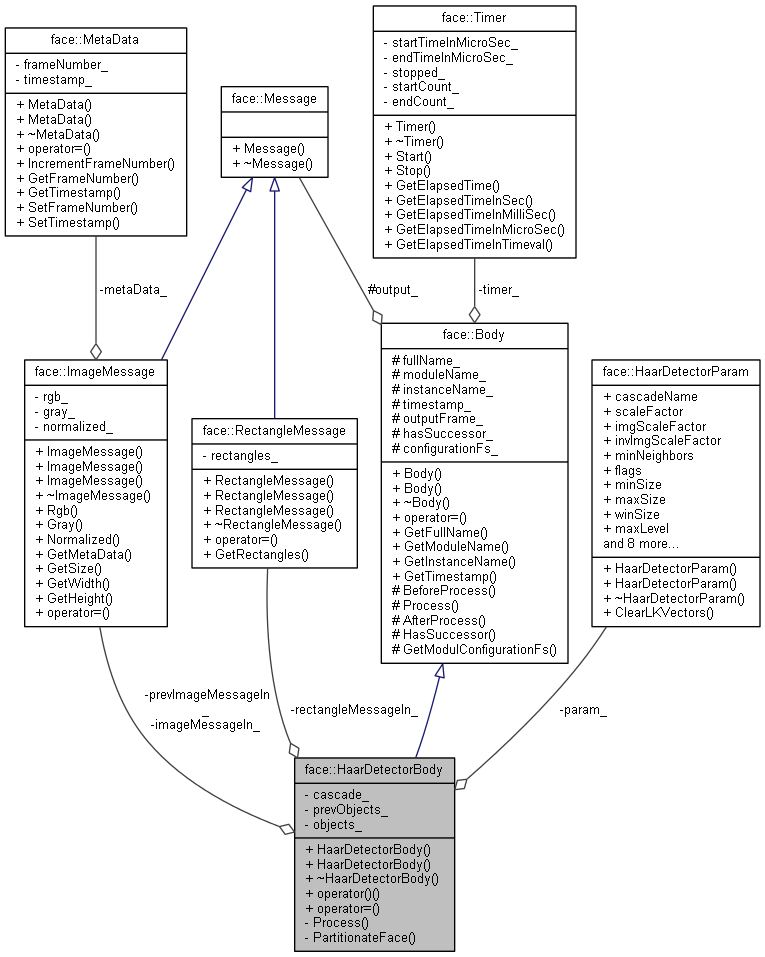 face::Timer
- startTimeInMicroSec_
- endTimeInMicroSec_
- stopped_
- startCount_
- endCount_
+ Timer()
+ ~Timer()
+ Start()
+ Stop()
+ GetElapsedTime()
+ GetElapsedTimeInSec()
+ GetElapsedTimeInMilliSec()
+ GetElapsedTimeInMicroSec()
+ GetElapsedTimeInTimeval()
face::MetaData
- frameNumber_
- timestamp_
+ MetaData()
+ MetaData()
+ ~MetaData()
+ operator=()
+ IncrementFrameNumber()
+ GetFrameNumber()
+ GetTimestamp()
+ SetFrameNumber()
+ SetTimestamp()
face::Message
+ Message()
+ ~Message()
-metaData_
#output_
-timer_
face::ImageMessage
- rgb_
- gray_
- normalized_
+ ImageMessage()
+ ImageMessage()
+ ImageMessage()
+ ~ImageMessage()
+ Rgb()
+ Gray()
+ Normalized()
+ GetMetaData()
+ GetSize()
+ GetWidth()
+ GetHeight()
+ operator=()
face::RectangleMessage
- rectangles_
+ RectangleMessage()
+ RectangleMessage()
+ RectangleMessage()
+ ~RectangleMessage()
+ operator=()
+ GetRectangles()
face::Body
# fullName_
# moduleName_
# instanceName_
# timestamp_
# outputFrame_
# hasSuccessor_
# configurationFs_
+ Body()
+ Body()
+ ~Body()
+ operator=()
+ GetFullName()
+ GetModuleName()
+ GetInstanceName()
+ GetTimestamp()
# BeforeProcess()
# Process()
# AfterProcess()
# HasSuccessor()
# GetModulConfigurationFs()
face::HaarDetectorParam
+ cascadeName
+ scaleFactor
+ imgScaleFactor
+ invImgScaleFactor
+ minNeighbors
+ flags
+ minSize
+ maxSize
+ winSize
+ maxLevel
and 8 more...
+ HaarDetectorParam()
+ HaarDetectorParam()
+ ~HaarDetectorParam()
+ ClearLKVectors()
-prevImageMessageIn
_
-imageMessageIn_
-rectangleMessageIn_
-param_
face::HaarDetectorBody
- cascade_
- prevObjects_
- objects_
+ HaarDetectorBody()
+ HaarDetectorBody()
+ ~HaarDetectorBody()
+ operator()()
+ operator=()
- Process()
- PartitionateFace()